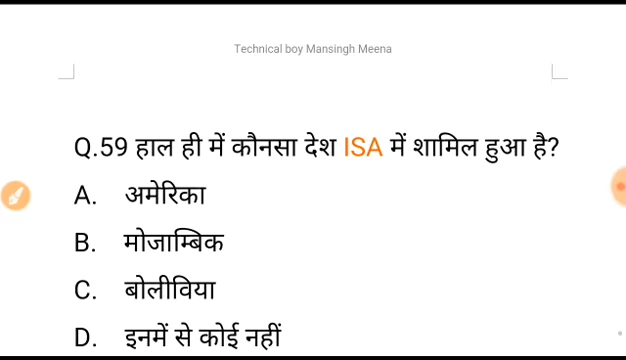 Technical boy Mansingh Meena
Q.59 हाल ही में कौनसा देश ISA में शामिल हुआ है?
A. अमेरिका
B. मोजाम्बिक
C. बोलीविया
D. इनमें से कोई नहीं